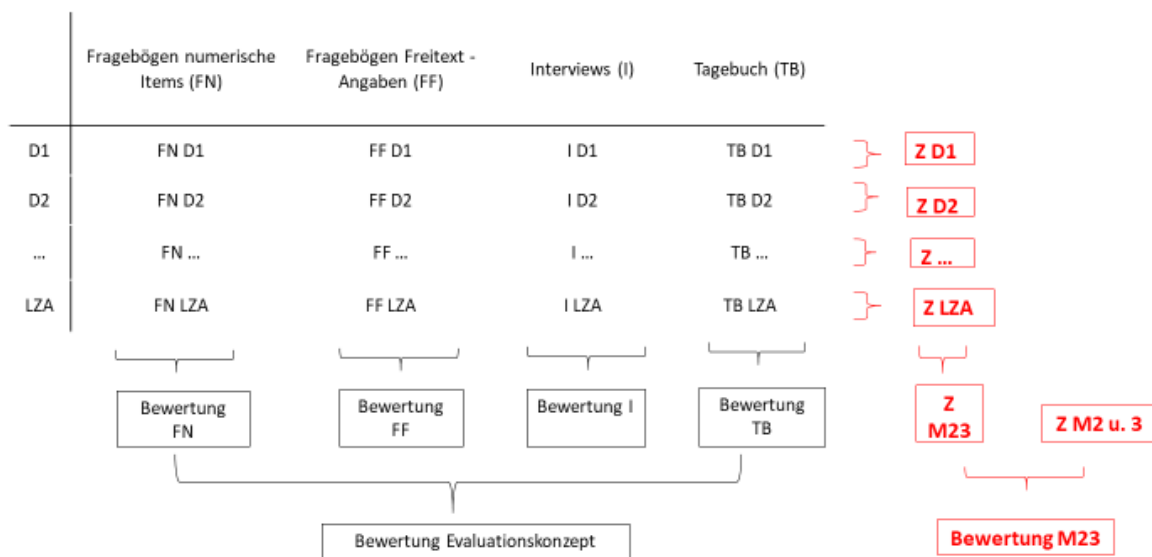 Fragebögen numerische
Items (FN)
Fragebögen Freitext -
Angaben (FF)
Interviews (I)
Tagebuch (TB)
D1 FN D1 FF D1 I D1 TB D1 Z D1
D2 FN D2 FF D2 I D2 TB D2 Z D2
... FN ... FF ... I ... TB ... Z ...
LZA FN LZA FF LZA I LZA TB LZA Z LZA
Bewertung
FN
Bewertung
FF
Bewertung I
Bewertung
TB
Z
M23
Z M2 u. 3
Bewertung Evaluationskonzept
Bewertung M23